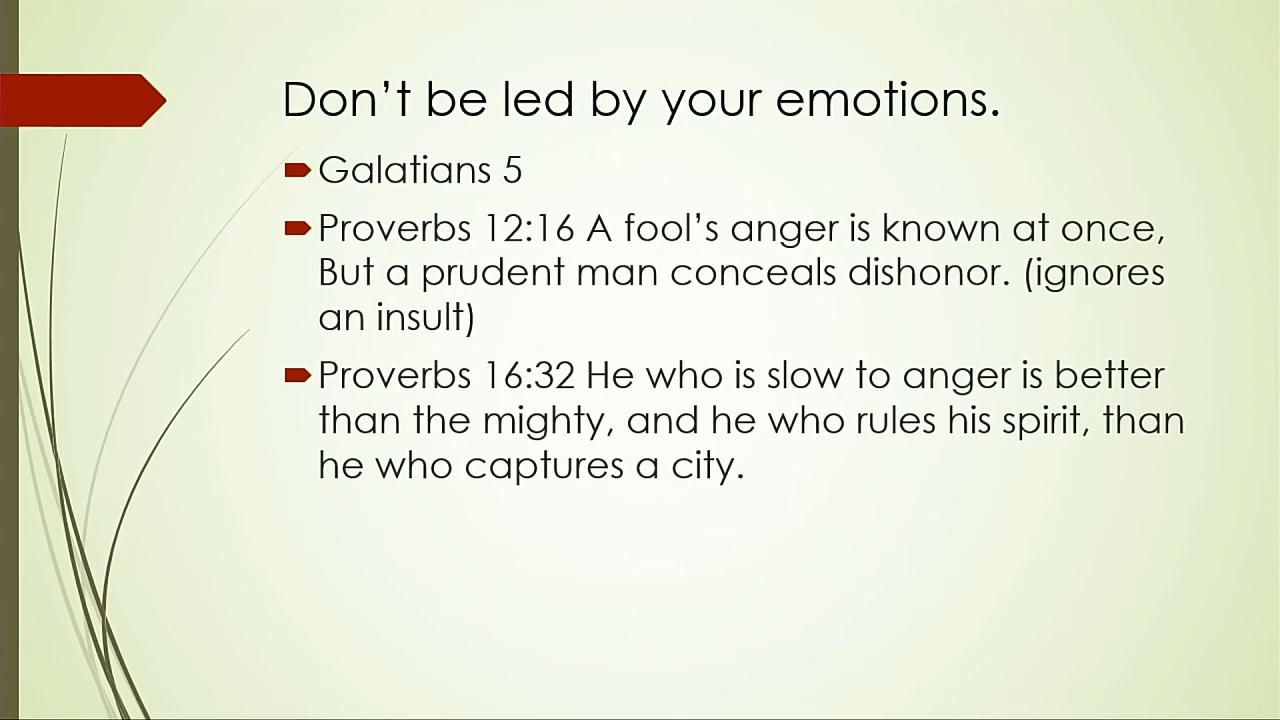 Don’t be led by your emotions.
Galatians 5
Proverbs 12:16 A fool’s anger is known at once,
But a prudent man conceals dishonor. (ignores
an insult)
Proverbs 16:32 He who is slow to anger is better
than the mighty, and he who rules his spirit, than
he who captures a city.